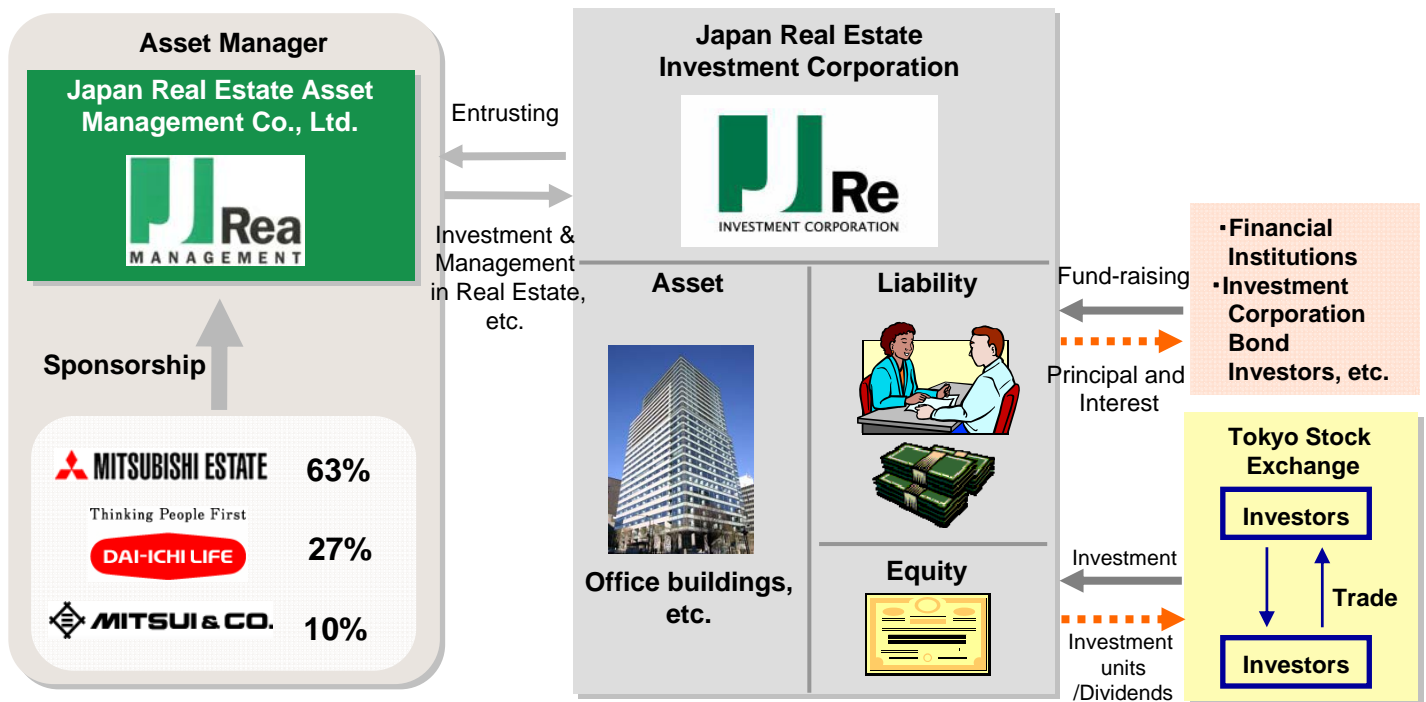 Asset Manager
Japan Real Estate Asset
Management Co., Ltd.
J Rea
MANAGEMENT
Sponsorship
MITSUBISHI ESTATE 63%
Thinking People First
DAI-ICHI LIFE 27%
MITSUI & CO. 10%
Entrusting
Investment &
Management
in Real Estate,
etc.
Japan Real Estate
Investment Corporation
J Re
INVESTMENT CORPORATION
Asset
Office buildings,
etc.
Liability
Equity
Fund-raising
Principal and
Interest
・Financial
Institutions
・Investment
Corporation
Bond
Investors, etc.
Investment
Investment
units
/Dividends
Tokyo Stock
Exchange
Investors
Trade
Investors